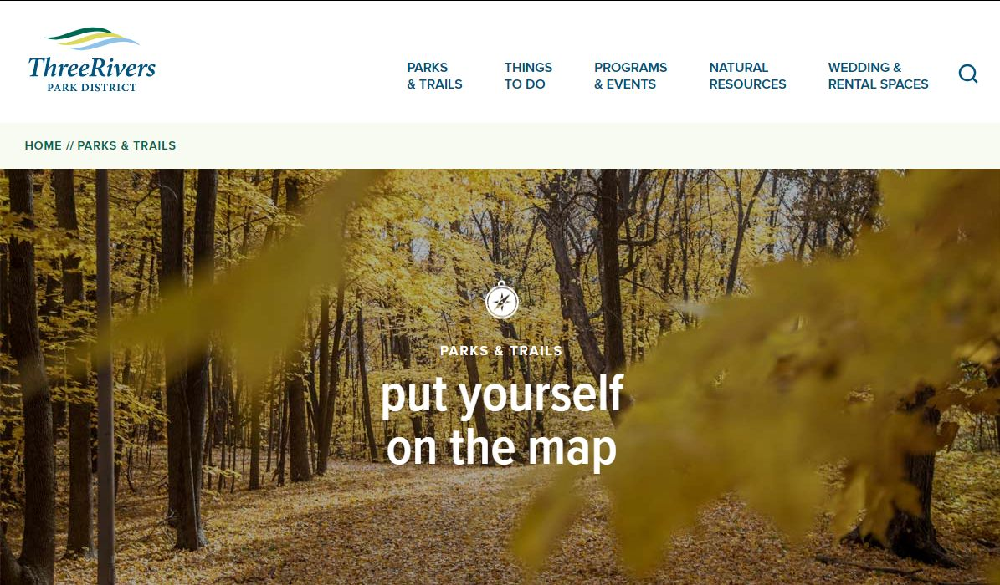 ThreeRivers
PARK DISTRICT
PARKS
& TRAILS
THINGS
TO DO
PROGRAMS
& EVENTS
NATURAL
RESOURCES
WEDDING &
RENTAL SPACES
HOME // PARKS & TRAILS
PARKS & TRAILS
put yourself
on the map